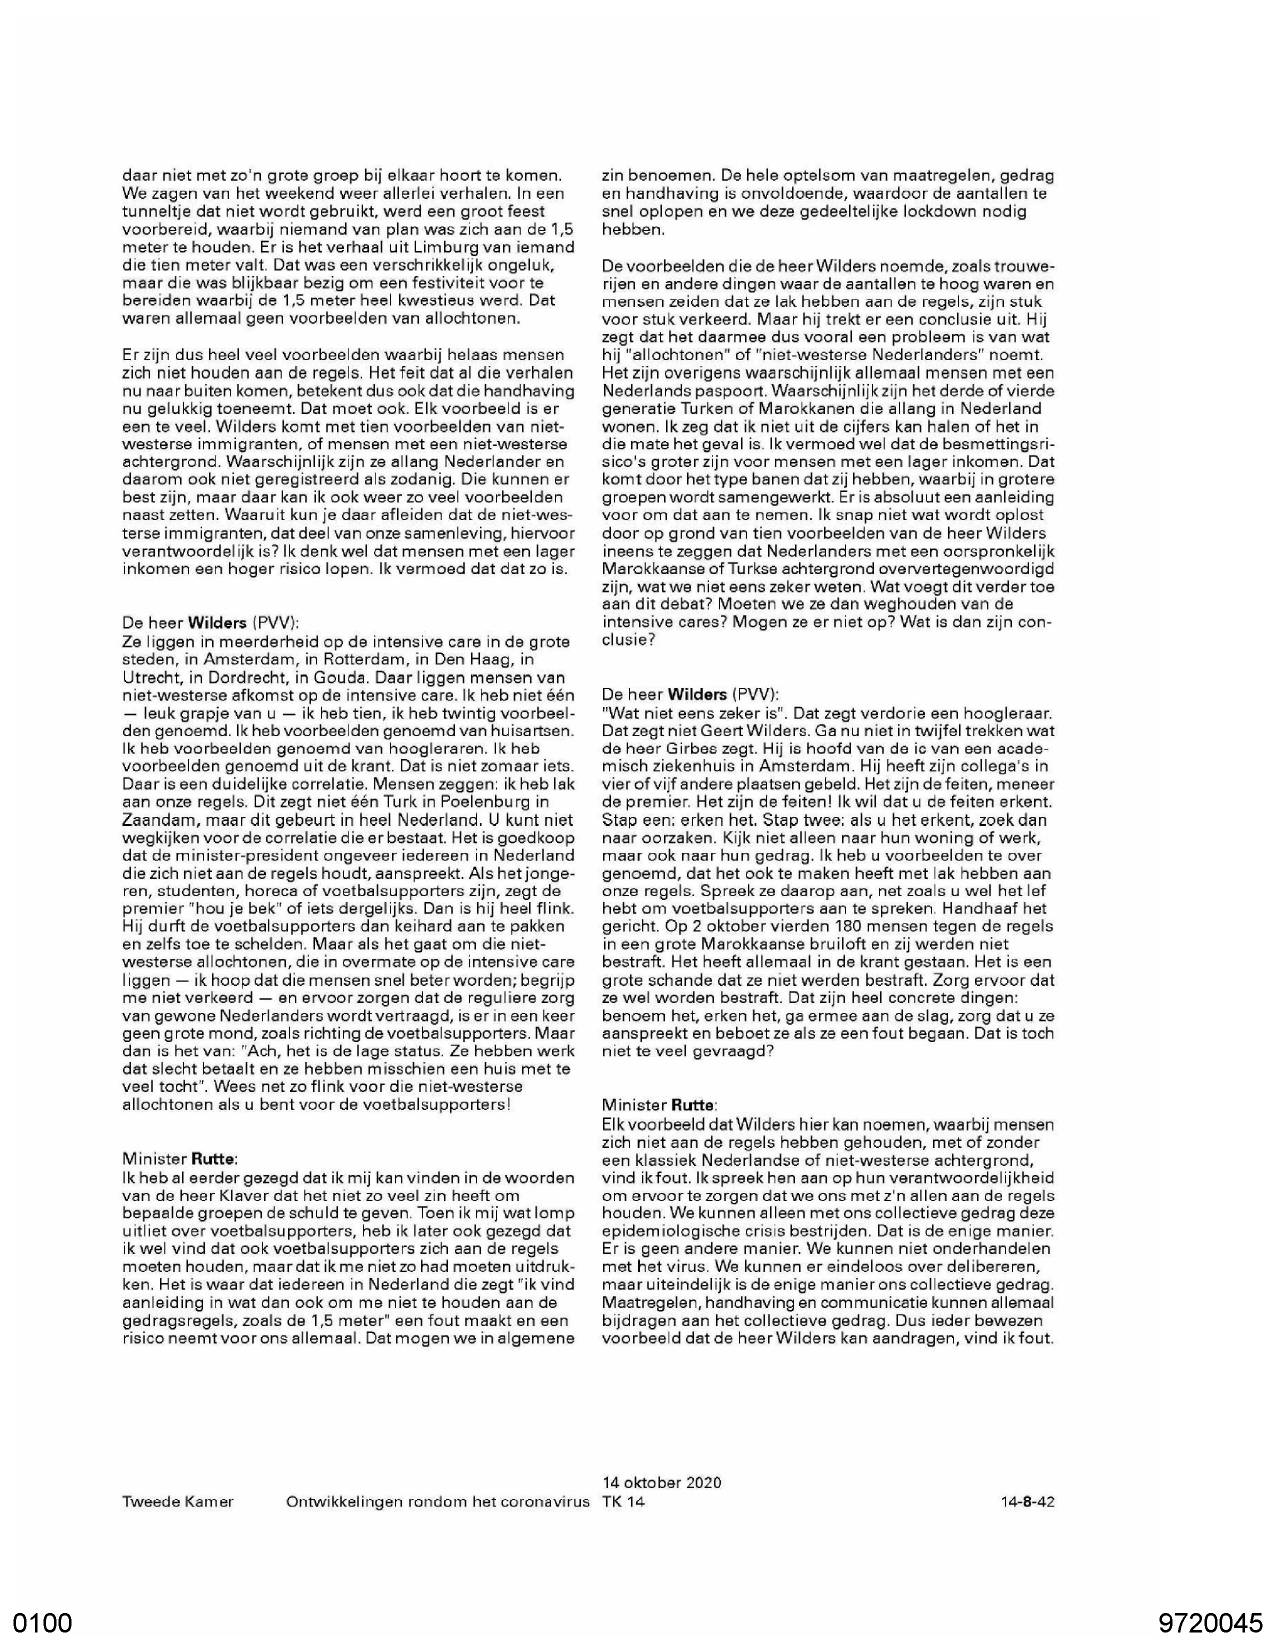 daar niet met zo'n grote groep bij elkaar hoort te komen.
We zagen van het weekend weer allerlei verhalen. In een
tunneltje dat niet wordt gebruikt, werd een groot feest
voorbereid, waarbij niemand van plan was zich aan de 1,5
meter te houden. Er is het verhaal uit Limburg van iemand
die tien meter valt. Dat was een verschrikkelijk ongeluk,
maar die was blijkbaar bezig om een festiviteit voor te
bereiden waarbij de 1,5 meter heel kwestieus werd. Dat
waren allemaal geen voorbeelden van allochtonen.
Er zijn dus heel veel voorbeelden waarbij helaas mensen
zich niet houden aan de regels. Het feit dat al die verhalen
nu naar buiten komen, betekent dus ook dat die handhaving
nu gelukkig toeneemt. Dat moet ook. Elk voorbeeld is er
een te veel. Wilders komt met tien voorbeelden van niet-
westerse immigranten, of mensen met een niet-westerse
achtergrond. Waarschijnlijk zijn ze allang Nederlander en
daarom ook niet geregistreerd als zodanig. Die kunnen er
best zijn, maar daar kan ik ook weer zo veel voorbeelden
naast zetten. Waaruit kun je daar afleiden dat de niet-wes-
terse immigranten, dat deel van onze samenleving, hiervoor
verantwoordelijk is? Ik denk wel dat mensen met een lager
inkomen een hoger risico lopen. Ik vermoed dat dat zo is.
De heer Wilders (PVV):
Ze liggen in meerderheid op de intensive care in de grote
steden, in Amsterdam, in Rotterdam, in Den Haag, in
Utrecht, in Dordrecht, in Gouda. Daar liggen mensen van
niet-westerse afkomst op de intensive care. Ik heb niet één
— leuk grapje van u — ik heb tien, ik heb twintig voorbeel-
den genoemd. Ik heb voorbeelden genoemd van huisartsen.
Ik heb voorbeelden genoemd van hoogleraren. Ik heb
voorbeelden genoemd uit de krant. Dat is niet zomaar iets.
Daar is een duidelijke correlatie. Mensen zeggen: ik heb lak
aan onze regels. Dit zegt niet één Turk in Poelenburg in
Zaandam, maar dit gebeurt in heel Nederland. U kunt niet
wegkijken voor de correlatie die er bestaat. Het is goedkoop
dat de minister-president ongeveer iedereen in Nederland
die zich niet aan de regels houdt, aanspreekt. Als het jonge-
ren, studenten, horeca of voetbalsupporters zijn, zegt de
premier "hou je bek" of iets dergelijks. Dan is hij heel flink.
Hij durft de voetbalsupporters dan keihard aan te pakken
en zelfs toe te schelden. Maar als het gaat om die niet-
westerse allochtonen, die in overmate op de intensive care
liggen — ik hoop dat die mensen snel beter worden; begrijp
me niet verkeerd — en ervoor zorgen dat de reguliere zorg
van gewone Nederlanders wordt vertraagd, is er in een keer
geen grote mond, zoals richting de voetbalsupporters. Maar
dan is het van: "Ach, het is de lage status. Ze hebben werk
dat slecht betaalt en ze hebben misschien een huis met te
veel tocht". Wees net zo flink voor die niet-westerse
allochtonen als u bent voor de voetbalsupporters!
Minister Rutte:
Ik heb al eerder gezegd dat ik mij kan vinden in de woorden
van de heer Klaver dat het niet zo veel zin heeft om
bepaalde groepen de schuld te geven. Toen ik mij wat lomp
uitliet over voetbalsupporters, heb ik later ook gezegd dat
ik wel vind dat ook voetbalsupporters zich aan de regels
moeten houden, maar dat ik me niet zo had moeten uitdruk-
ken. Het is waar dat iedereen in Nederland die zegt "ik vind
aanleiding in wat dan ook om me niet te houden aan de
gedragsregels, zoals de 1,5 meter" een fout maakt en een
risico neemt voor ons allemaal. Dat mogen we in algemene
zin benoemen. De hele optelsom van maatregelen, gedrag
en handhaving is onvoldoende, waardoor de aantallen te
snel oplopen en we deze gedeeltelijke lockdown nodig
hebben.
De voorbeelden die de heer Wilders noemde, zoals trouwe-
rijen en andere dingen waar de aantallen te hoog waren en
mensen zeiden dat ze lak hebben aan de regels, zijn stuk
voor stuk verkeerd. Maar hij trekt er een conclusie uit. Hij
zegt dat het daarmee dus vooral een probleem is van wat
hij "allochtonen" of "niet-westerse Nederlanders" noemt.
Het zijn overigens waarschijnlijk allemaal mensen met een
Nederlands paspoort. Waarschijnlijk zijn het derde of vierde
generatie Turken of Marokkanen die allang in Nederland
wonen. Ik zeg dat ik niet uit de cijfers kan halen of het in
die mate het geval is. Ik vermoed wel dat de besmettingsri-
sico's groter zijn voor mensen met een lager inkomen. Dat
komt door het type banen dat zij hebben, waarbij in grotere
groepen wordt samengewerkt. Er is absoluut een aanleiding
voor om dat aan te nemen. Ik snap niet wat wordt oplost
door op grond van tien voorbeelden van de heer Wilders
ineens te zeggen dat Nederlanders met een oorspronkelijk
Marokkaanse of Turkse achtergrond oververtegenwoordigd
zijn, wat we niet eens zeker weten. Wat voegt dit verder toe
aan dit debat? Moeten we ze dan weghouden van de
intensive cares? Mogen ze er niet op? Wat is dan zijn con-
clusie?
De heer Wilders (PVV):
"Wat niet eens zeker is". Dat zegt verdorie een hoogleraar.
Dat zegt niet Geert Wilders. Ga nu niet in twijfel trekken wat
de heer Girbes zegt. Hij is hoofd van de ic van een acade-
misch ziekenhuis in Amsterdam. Hij heeft zijn collega's in
vier of vijf andere plaatsen gebeld. Het zijn de feiten, meneer
de premier. Het zijn de feiten! Ik wil dat u de feiten erkent.
Stap een: erken het. Stap twee: als u het erkent, zoek dan
naar oorzaken. Kijk niet alleen naar hun woning of werk,
maar ook naar hun gedrag. Ik heb u voorbeelden te over
genoemd, dat het ook te maken heeft met lak hebben aan
onze regels. Spreek ze daarop aan, net zoals u wel het lef
hebt om voetbalsupporters aan te spreken. Handhaaf het
gericht. Op 2 oktober vierden 180 mensen tegen de regels
in een grote Marokkaanse bruiloft en zij werden niet
bestraft. Het heeft allemaal in de krant gestaan. Het is een
grote schande dat ze niet werden bestraft. Zorg ervoor dat
ze wel worden bestraft. Dat zijn heel concrete dingen:
benoem het, erken het, ga ermee aan de slag, zorg dat u ze
aanspreekt en beboet ze als ze een fout begaan. Dat is toch
niet te veel gevraagd?
Minister Rutte:
Elk voorbeeld dat Wilders hier kan noemen, waarbij mensen
zich niet aan de regels hebben gehouden, met of zonder
een klassiek Nederlandse of niet-westerse achtergrond,
vind ik fout. Ik spreek hen aan op hun verantwoordelijkheid
om ervoor te zorgen dat we ons met z'n allen aan de regels
houden. We kunnen alleen met ons collectieve gedrag deze
epidemiologische crisis bestrijden. Dat is de enige manier.
Er is geen andere manier. We kunnen niet onderhandelen
met het virus. We kunnen er eindeloos over delibereren,
maar uiteindelijk is de enige manier ons collectieve gedrag.
Maatregelen, handhaving en communicatie kunnen allemaal
bijdragen aan het collectieve gedrag. Dus ieder bewezen
voorbeeld dat de heer Wilders kan aandragen, vind ik fout.
14 oktober 2020
Tweede Kamer Ontwikkelingen rondom het coronavirus TK 14 14-8-42
0100 9720045